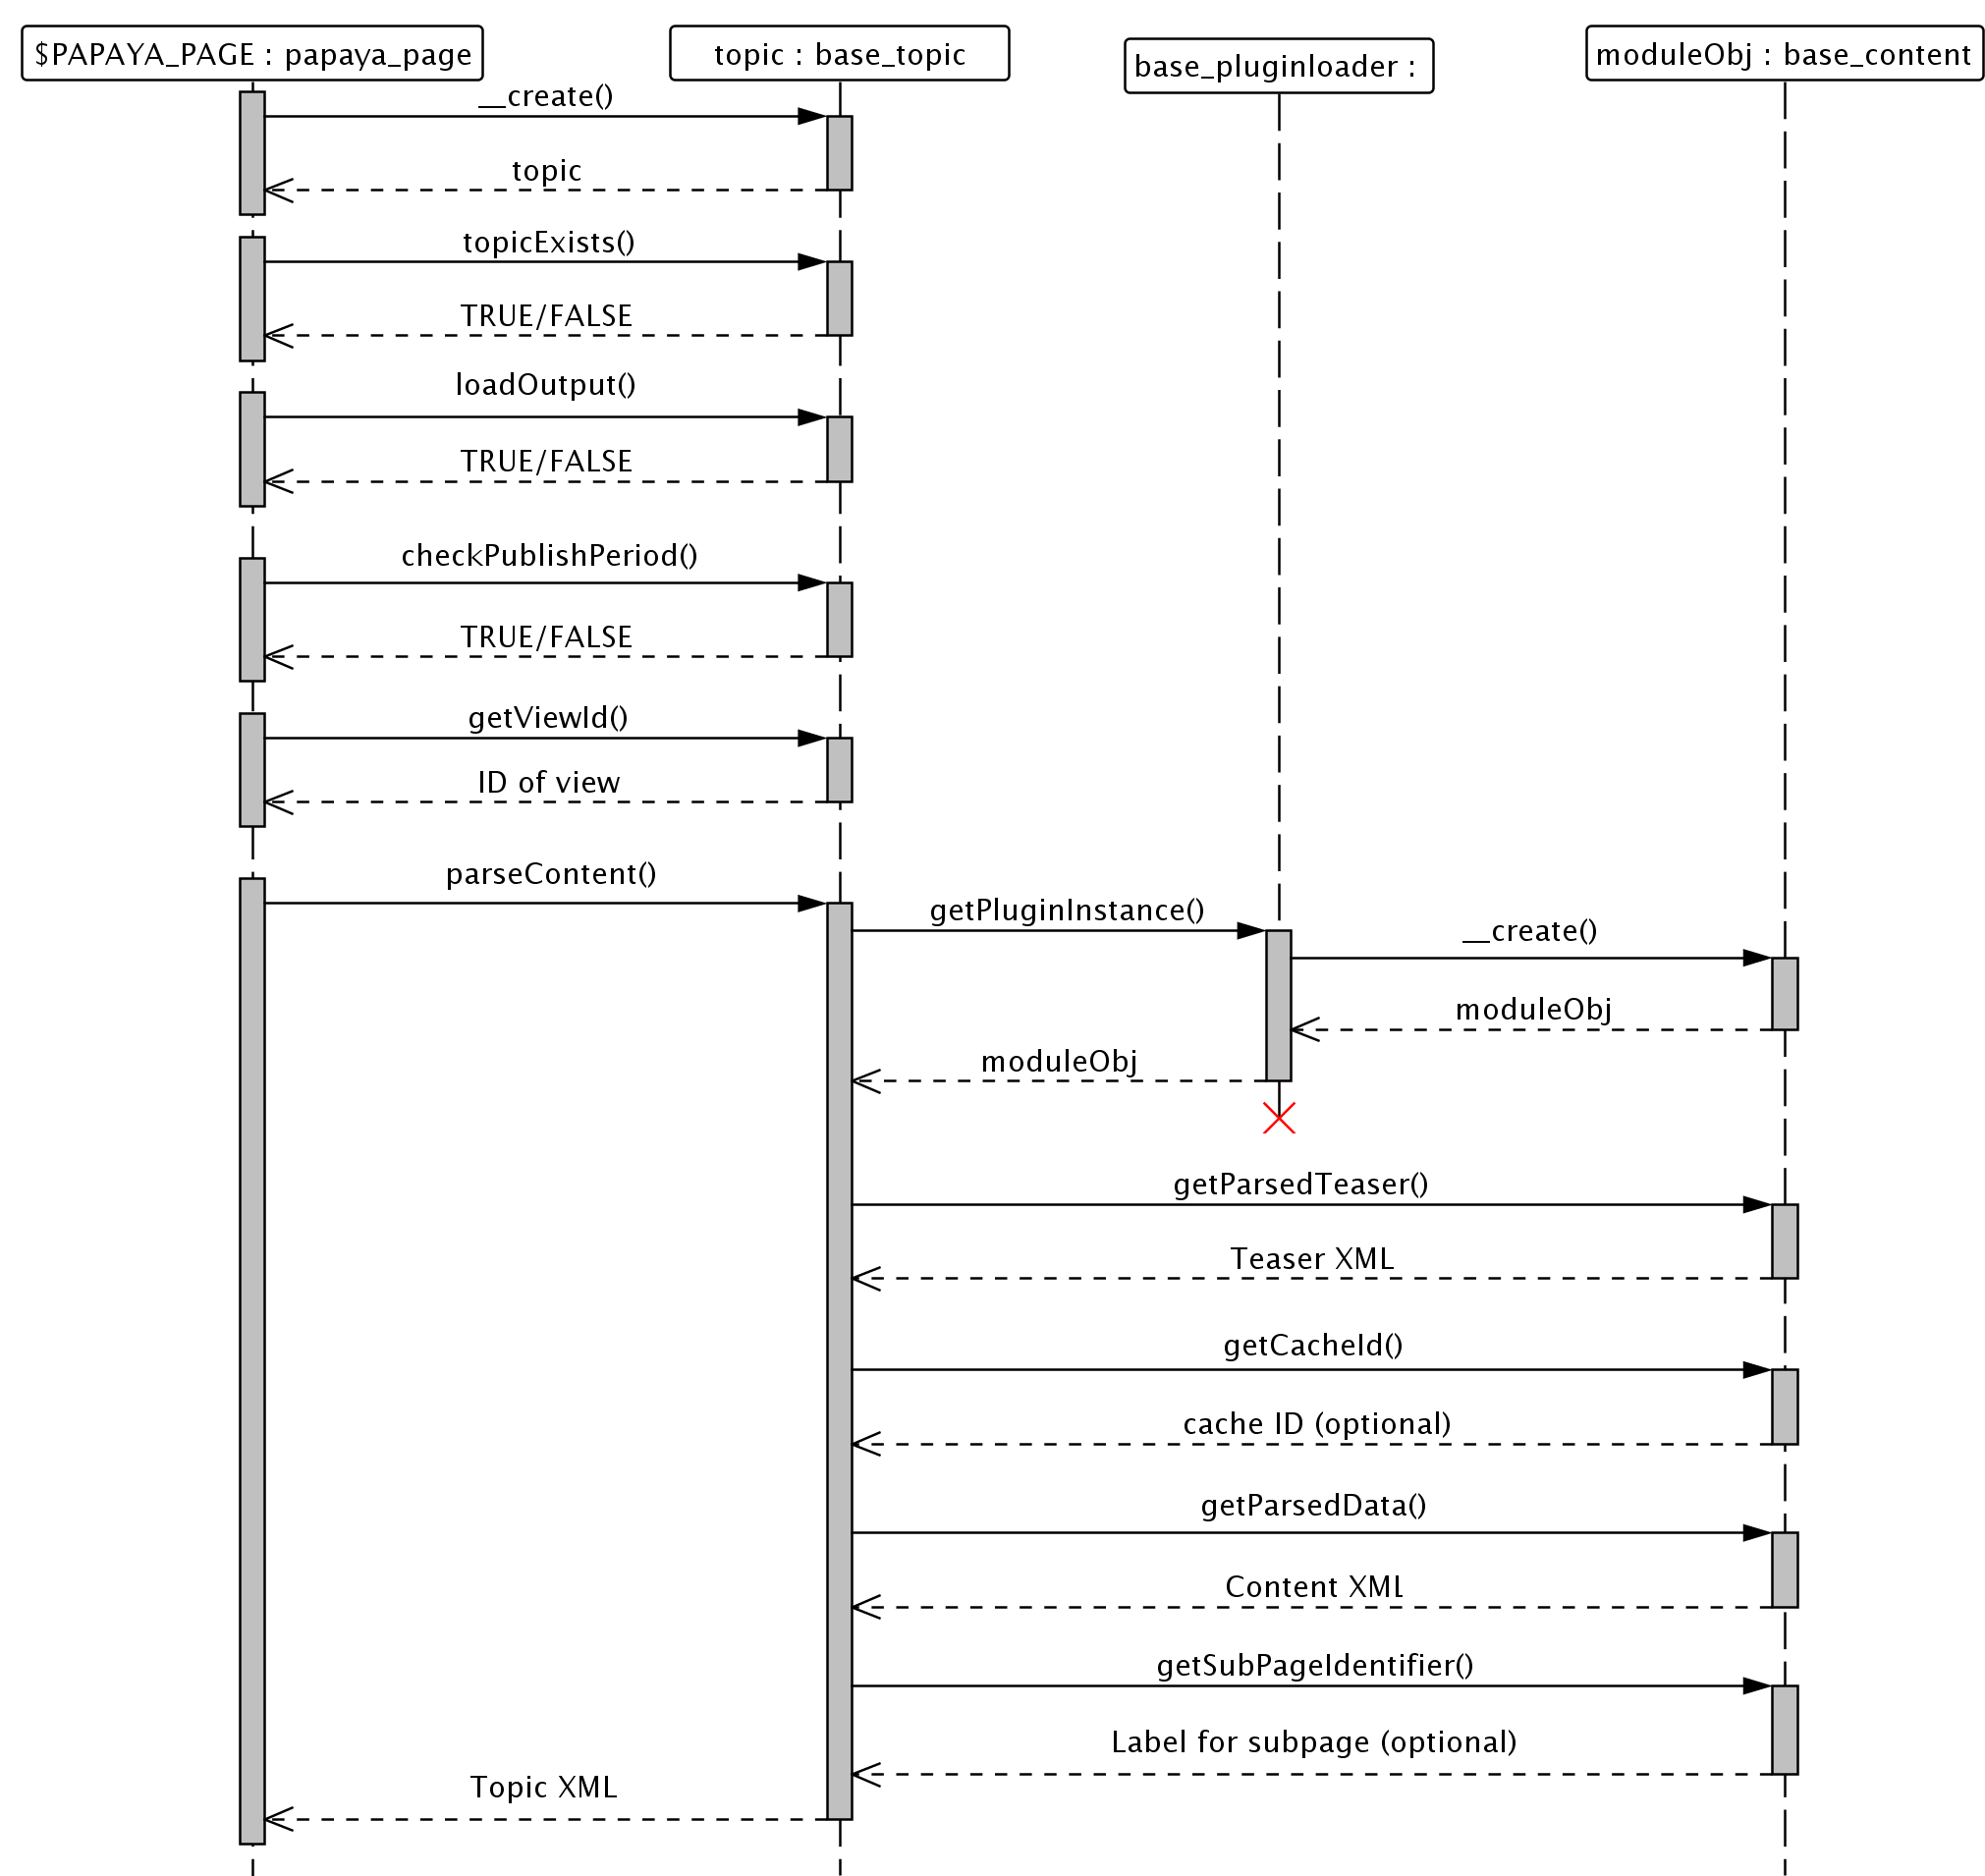 $PAPAYA_PAGE : papaya_page
topic : base_topic
base_pluginloader :
moduleObj : base_content
__create()
topic
topicExists()
TRUE/FALSE
loadOutput()
TRUE/FALSE
checkPublishPeriod()
TRUE/FALSE
getViewId()
ID of view
parseContent()
getPluginInstance()
__create()
moduleObj
moduleObj
getParsedTeaser()
Teaser XML
getCacheId()
cache ID (optional)
getParsedData()
Content XML
getSubPageIdentifier()
Label for subpage (optional)
Topic XML